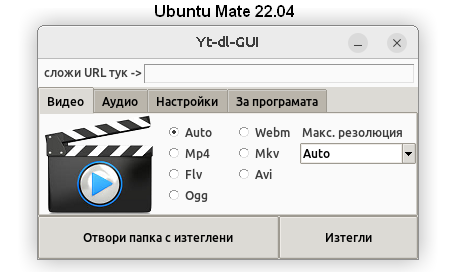 Ubuntu Mate 22.04
Yt-dl-GUI
сложи URL тук ->
Видео Аудио Настройки За програмата
Auto Webm Макс. резолюция
Mp4 Mkv Auto
Flv Avi
Ogg
Отвори папка с изтеглени Изтегли